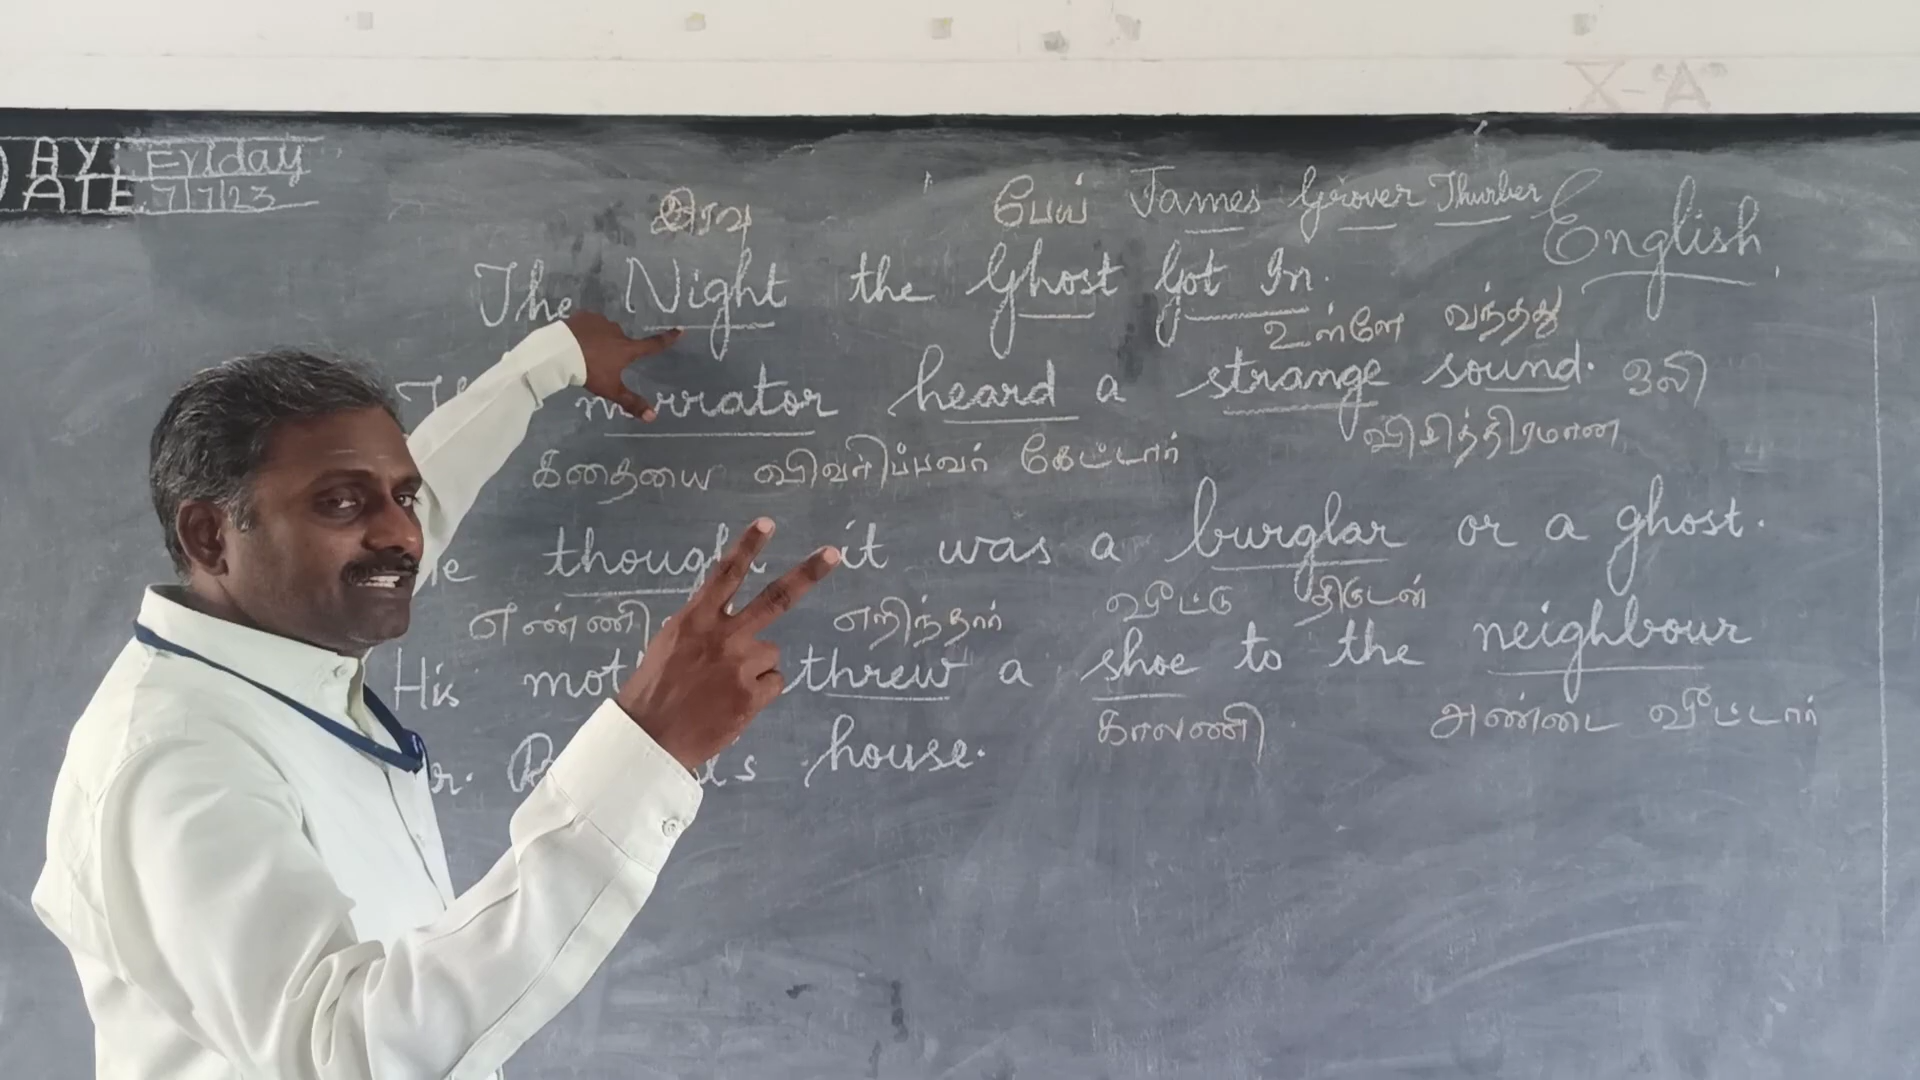 X-"A"
DAY: Friday
DATE 7/7/23
இரவு பேய் James Grover Thurber English
The Night the Ghost Got In.
உள்ளே வந்தது
narrator heard a strange sound. ஒலி
கதையை விவரிப்பவர் கேட்டார் விசித்திரமான
it was a burglar or a ghost.
எறிந்தார் வீட்டு திருடன்
His threw a shoe to the neighbour
காலணி அண்டை வீட்டார்
house.